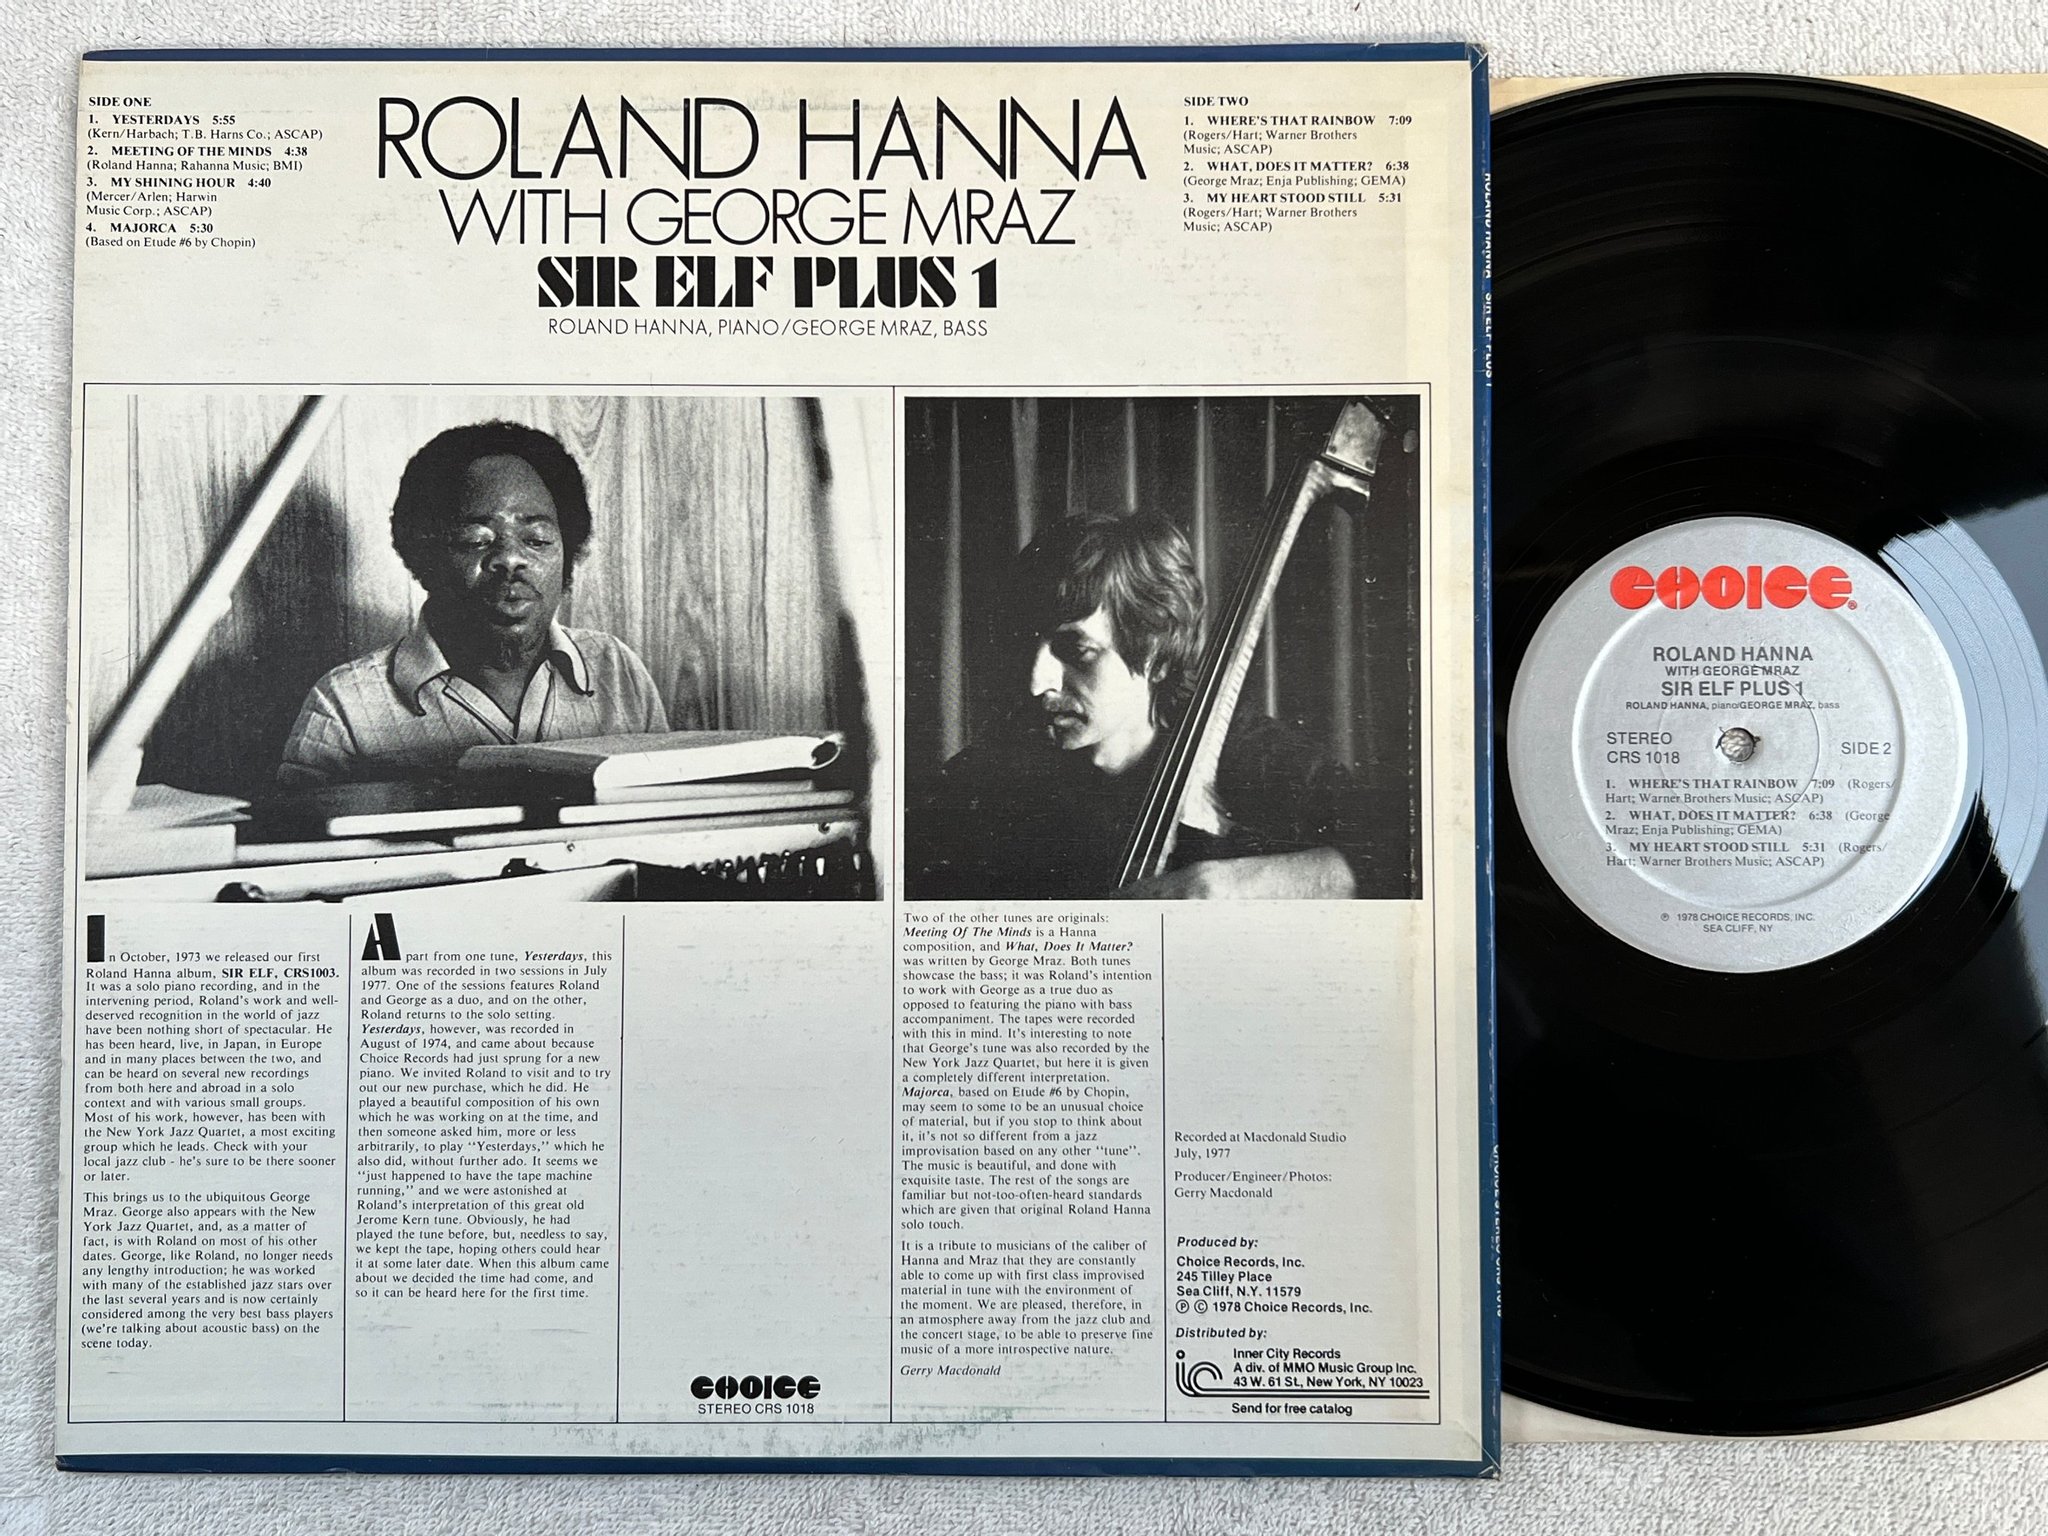 SIDE ONE
1. YESTERDAYS 5:55
(Kern/Harbach; T.B. Harns Co.; ASCAP)
2. MEETING OF THE MINDS 4:38
(Roland Hanna; Rahanna Music; BMI)
3. MY SHINING HOUR 4:40
(Mercer/Arlen; Harwin
Music Corp.; ASCAP)
4. MAJORCA 5:30
(Based on Etude #6 by Chopin)
ROLAND HANNA
WITH GEORGE MRAZ
SIR ELF PLUS 1
ROLAND HANNA, PIANO/GEORGE MRAZ, BASS
SIDE TWO
1. WHERE'S THAT RAINBOW 7:09
(Rogers/Hart; Warner Brothers
Music; ASCAP)
2. WHAT, DOES IT MATTER? 6:38
(George Mraz; Enja Publishing; GEMA)
3. MY HEART STOOD STILL 5:31
(Rogers/Hart; Warner Brothers
Music; ASCAP)
In October, 1973 we released our first
Roland Hanna album, SIR ELF, CRS1003.
It was a solo piano recording, and in the
intervening period, Roland's work and well-
deserved recognition in the world of jazz
have been nothing short of spectacular. He
has been heard, live, in Japan, in Europe
and in many places between the two, and
can be heard on several new recordings
from both here and abroad in a solo
context and with various small groups.
Most of his work, however, has been with
the New York Jazz Quartet, a most exciting
group which he leads. Check with your
local jazz club - he's sure to be there sooner
or later.
This brings us to the ubiquitous George
Mraz. George also appears with the New
York Jazz Quartet, and, as a matter of
fact, is with Roland on most of his other
dates. George, like Roland, no longer needs
any lengthy introduction; he was worked
with many of the established jazz stars over
the last several years and is now certainly
considered among the very best bass players
(we're talking about acoustic bass) on the
scene today.
Apart from one tune, Yesterdays, this
album was recorded in two sessions in July
1977. One of the sessions features Roland
and George as a duo, and on the other,
Roland returns to the solo setting.
Yesterdays, however, was recorded in
August of 1974, and came about because
Choice Records had just sprung for a new
piano. We invited Roland to visit and to try
out our new purchase, which he did. He
played a beautiful composition of his own
which he was working on at the time, and
then someone asked him, more or less
arbitrarily, to play "Yesterdays," which he
also did, without further ado. It seems we
"just happened to have the tape machine
running," and we were astonished at
Roland's interpretation of this great old
Jerome Kern tune. Obviously, he had
played the tune before, but, needless to say,
we kept the tape, hoping others could hear
it at some later date. When this album came
about we decided the time had come, and
so it can be heard here for the first time.
CHOICE
STEREO CRS 1018
Two of the other tunes are originals:
Meeting Of The Minds is a Hanna
composition, and What, Does It Matter?
was written by George Mraz. Both tunes
showcase the bass; it was Roland's intention
to work with George as a true duo as
opposed to featuring the piano with bass
accompaniment. The tapes were recorded
with this in mind. It's interesting to note
that George's tune was also recorded by the
New York Jazz Quartet, but here it is given
a completely different interpretation.
Majorca, based on Etude #6 by Chopin,
may seem to some to be an unusual choice
of material, but if you stop to think about
it, it's not so different from a jazz
improvisation based on any other "tune".
The music is beautiful, and done with
exquisite taste. The rest of the songs are
familiar but not-too-often-heard standards
which are given that original Roland Hanna
solo touch.
It is a tribute to musicians of the caliber of
Hanna and Mraz that they are constantly
able to come up with first class improvised
material in tune with the environment of
the moment. We are pleased, therefore, in
an atmosphere away from the jazz club and
the concert stage, to be able to preserve fine
music of a more introspective nature.
Gerry Macdonald
Recorded at Macdonald Studio
July, 1977
Producer/Engineer/Photos:
Gerry Macdonald
Produced by:
Choice Records, Inc.
245 Tilley Place
Sea Cliff, N.Y. 11579
℗ © 1978 Choice Records, Inc.
Distributed by:
ic
Inner City Records
A div. of MMO Music Group Inc.
43 W. 61 St., New York, NY 10023
Send for free catalog
ROLAND HANNA SIR ELF PLUS 1
CHOICE STEREO CRS 1018
CHOICE®
ROLAND HANNA
WITH GEORGE MRAZ
SIR ELF PLUS 1
ROLAND HANNA, piano/GEORGE MRAZ, bass
STEREO
CRS 1018
SIDE 2
1. WHERE'S THAT RAINBOW 7:09 (Rogers/
Hart; Warner Brothers Music; ASCAP)
2. WHAT, DOES IT MATTER? 6:38 (George
Mraz; Enja Publishing; GEMA)
3. MY HEART STOOD STILL 5:31 (Rogers/
Hart; Warner Brothers Music; ASCAP)
℗ 1978 CHOICE RECORDS, INC.
SEA CLIFF, NY